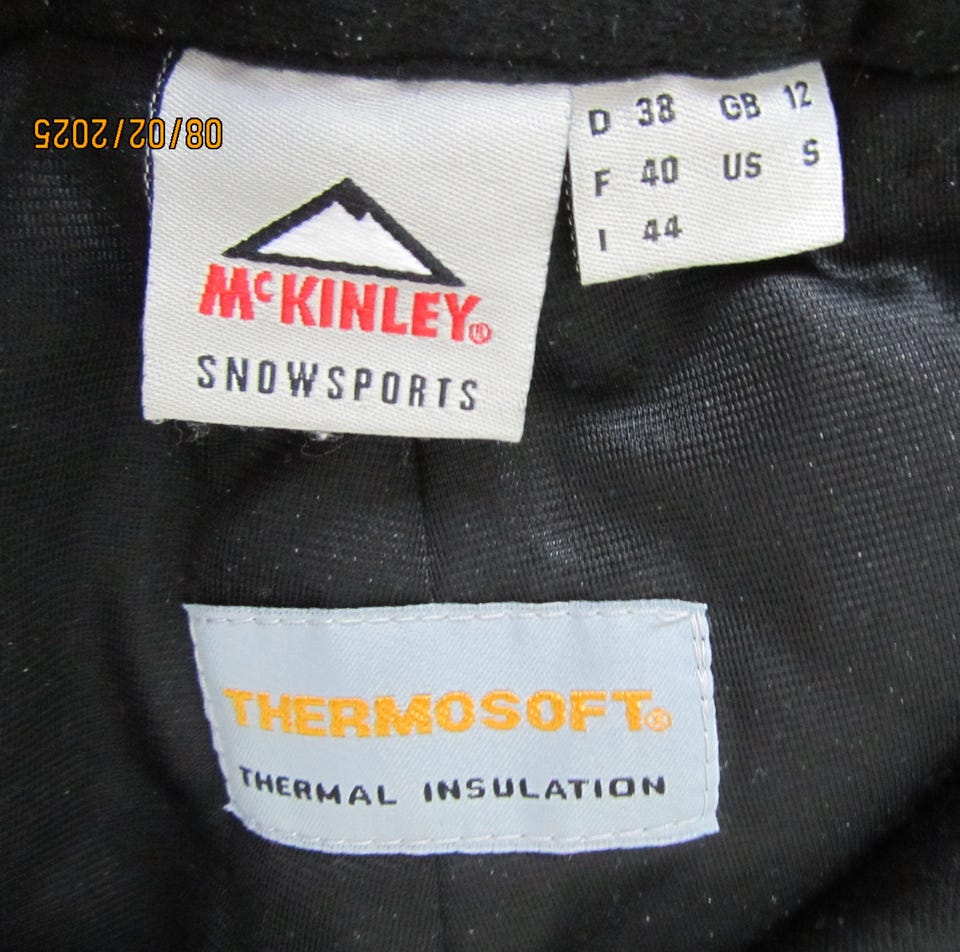 08/02/2025
McKINLEY®
SNOWSPORTS
D 38 GB 12
F 40 US S
I 44
THERMOSOFT®
THERMAL INSULATION